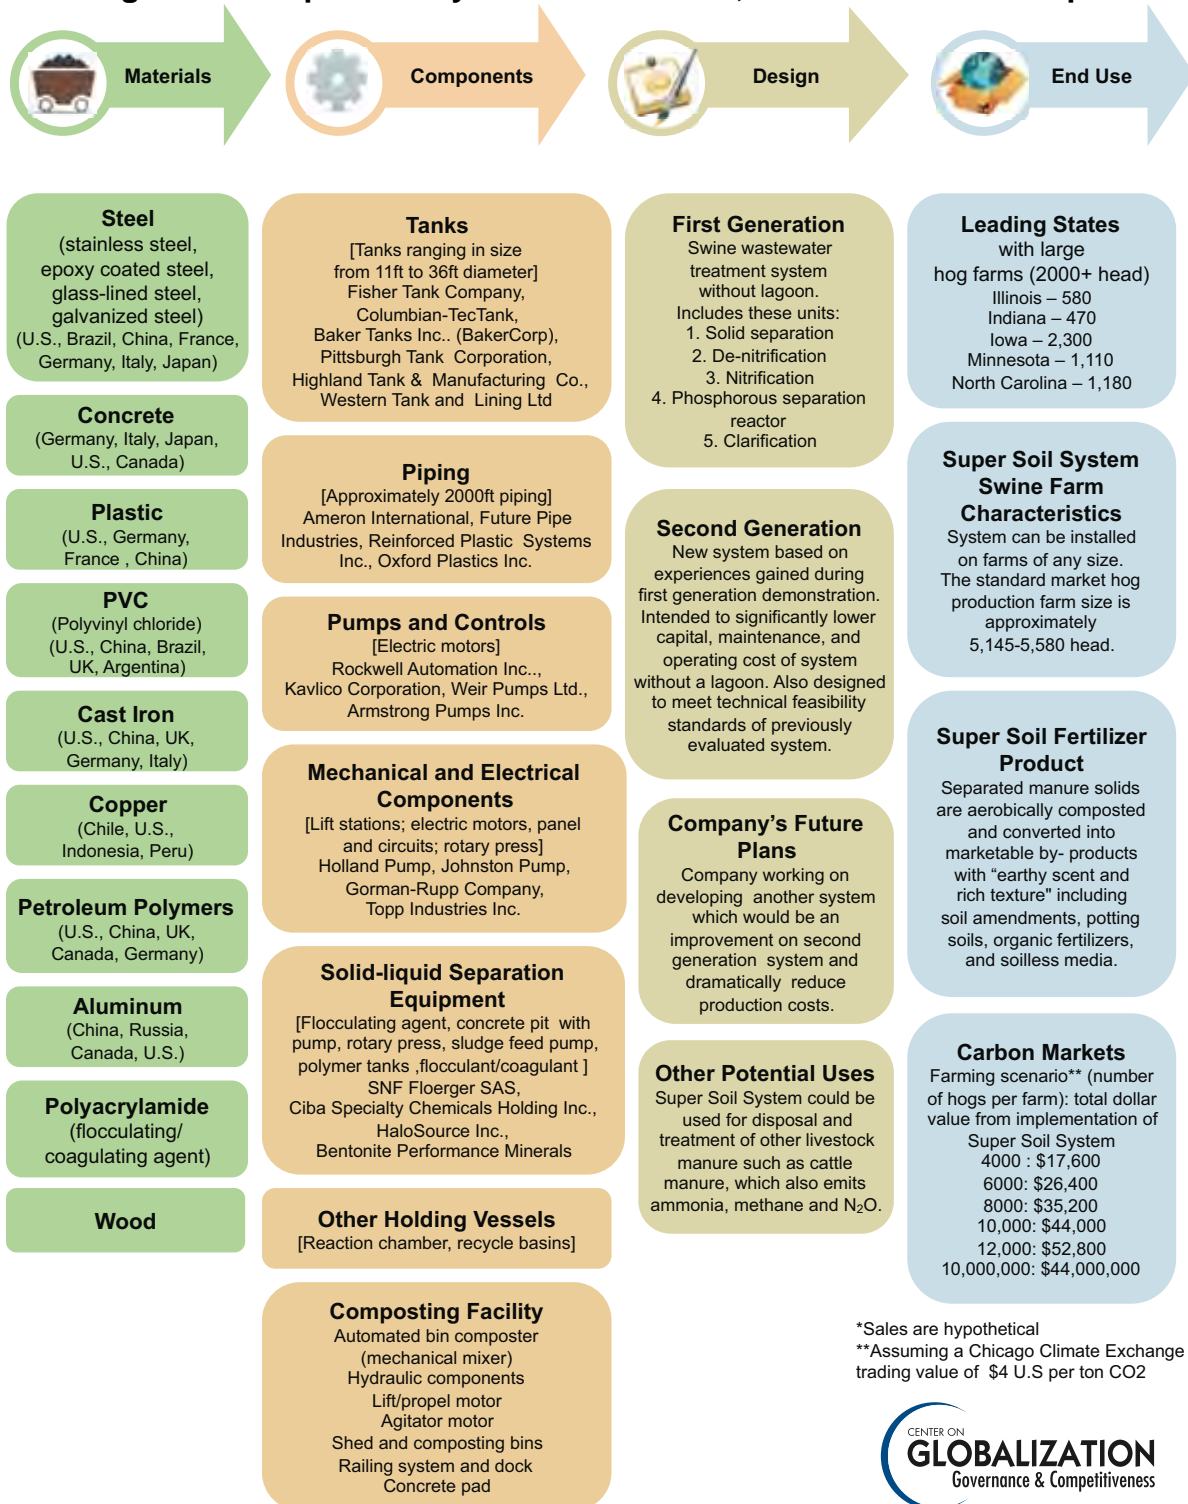 Materials
Components
Design
End Use
Steel
(stainless steel,
epoxy coated steel,
glass-lined steel,
galvanized steel)
(U.S., Brazil, China, France,
Germany, Italy, Japan)
Concrete
(Germany, Italy, Japan,
U.S., Canada)
Plastic
(U.S., Germany,
France , China)
PVC
(Polyvinyl chloride)
(U.S., China, Brazil,
UK, Argentina)
Cast Iron
(U.S., China, UK,
Germany, Italy)
Copper
(Chile, U.S.,
Indonesia, Peru)
Petroleum Polymers
(U.S., China, UK,
Canada, Germany)
Aluminum
(China, Russia,
Canada, U.S.)
Polyacrylamide
(flocculating/
coagulating agent)
Wood
Tanks
[Tanks ranging in size
from 11ft to 36ft diameter]
Fisher Tank Company,
Columbian-TecTank,
Baker Tanks Inc.. (BakerCorp),
Pittsburgh Tank Corporation,
Highland Tank & Manufacturing Co.,
Western Tank and Lining Ltd
Piping
[Approximately 2000ft piping]
Ameron International, Future Pipe
Industries, Reinforced Plastic Systems
Inc., Oxford Plastics Inc.
Pumps and Controls
[Electric motors]
Rockwell Automation Inc..,
Kavlico Corporation, Weir Pumps Ltd.,
Armstrong Pumps Inc.
Mechanical and Electrical
Components
[Lift stations; electric motors, panel
and circuits; rotary press]
Holland Pump, Johnston Pump,
Gorman-Rupp Company,
Topp Industries Inc.
Solid-liquid Separation
Equipment
[Flocculating agent, concrete pit with
pump, rotary press, sludge feed pump,
polymer tanks ,flocculant/coagulant ]
SNF Floerger SAS,
Ciba Specialty Chemicals Holding Inc.,
HaloSource Inc.,
Bentonite Performance Minerals
Other Holding Vessels
[Reaction chamber, recycle basins]
Composting Facility
Automated bin composter
(mechanical mixer)
Hydraulic components
Lift/propel motor
Agitator motor
Shed and composting bins
Railing system and dock
Concrete pad
First Generation
Swine wastewater
treatment system
without lagoon.
Includes these units:
1. Solid separation
2. De-nitrification
3. Nitrification
4. Phosphorous separation
reactor
5. Clarification
Second Generation
New system based on
experiences gained during
first generation demonstration.
Intended to significantly lower
capital, maintenance, and
operating cost of system
without a lagoon. Also designed
to meet technical feasibility
standards of previously
evaluated system.
Company's Future
Plans
Company working on
developing another system
which would be an
improvement on second
generation system and
dramatically reduce
production costs.
Other Potential Uses
Super Soil System could be
used for disposal and
treatment of other livestock
manure such as cattle
manure, which also emits
ammonia, methane and N₂O.
Leading States
with large
hog farms (2000+ head)
Illinois – 580
Indiana – 470
Iowa – 2,300
Minnesota – 1,110
North Carolina – 1,180
Super Soil System
Swine Farm
Characteristics
System can be installed
on farms of any size.
The standard market hog
production farm size is
approximately
5,145-5,580 head.
Super Soil Fertilizer
Product
Separated manure solids
are aerobically composted
and converted into
marketable by- products
with “earthy scent and
rich texture" including
soil amendments, potting
soils, organic fertilizers,
and soilless media.
Carbon Markets
Farming scenario** (number
of hogs per farm): total dollar
value from implementation of
Super Soil System
4000 : $17,600
6000: $26,400
8000: $35,200
10,000: $44,000
12,000: $52,800
10,000,000: $44,000,000
*Sales are hypothetical
**Assuming a Chicago Climate Exchange
trading value of $4 U.S per ton CO2
CENTER ON
GLOBALIZATION
Governance & Competitiveness